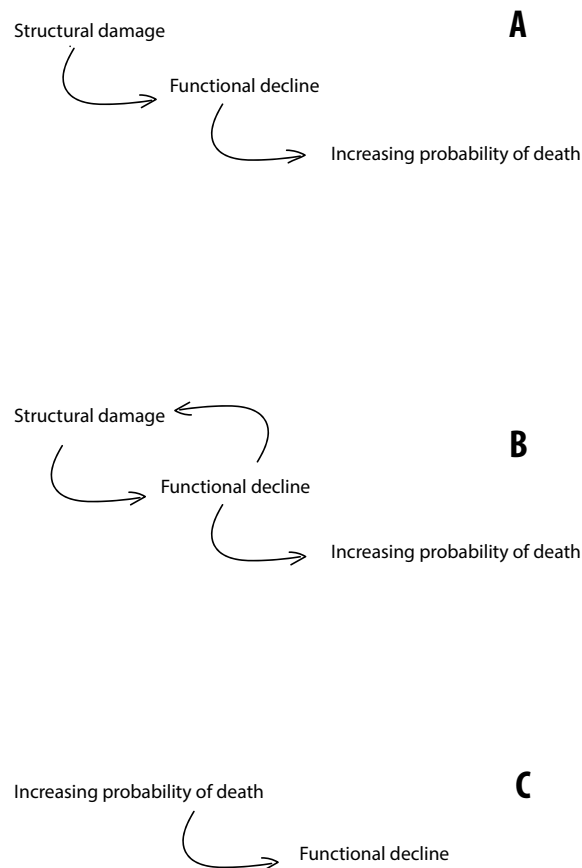 A
Structural damage
Functional decline
Increasing probability of death
Structural damage
B
Functional decline
Increasing probability of death
Increasing probability of death
C
Functional decline